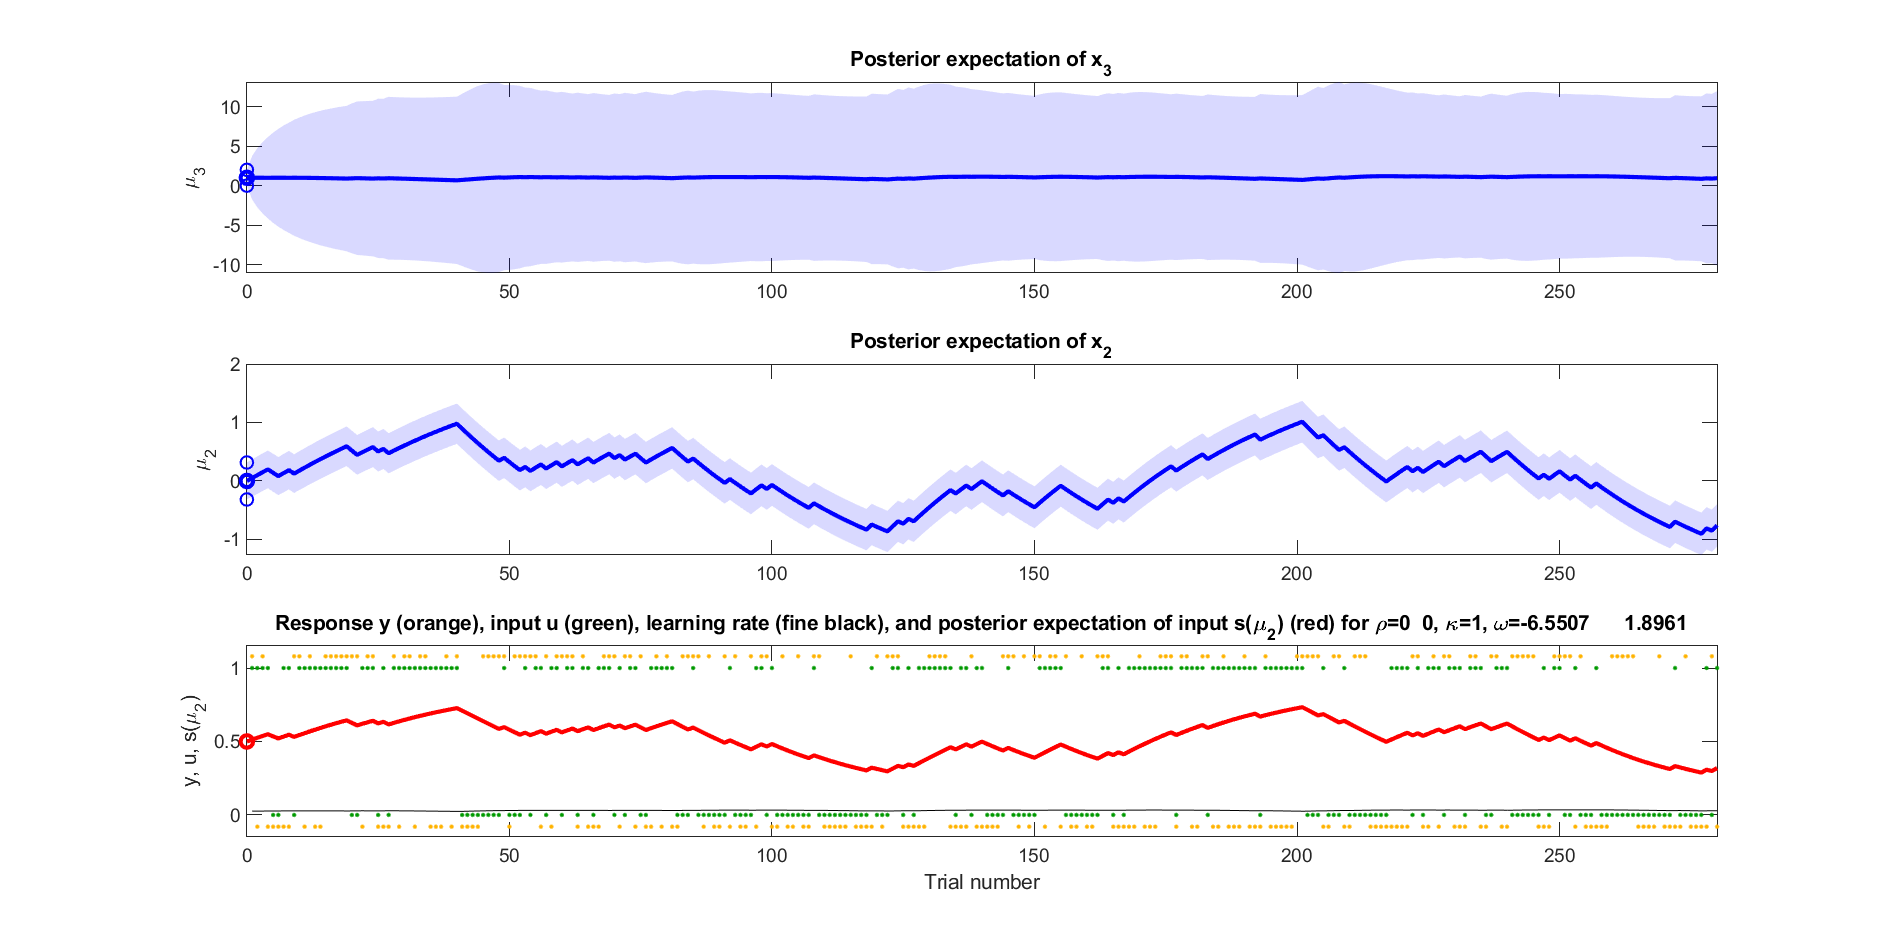 Posterior expectation of x3
10
5
0
-5
-10
μ3
0 50 100 150 200 250
Posterior expectation of x2
2
1
0
-1
μ2
0 50 100 150 200 250
Response y (orange), input u (green), learning rate (fine black), and posterior expectation of input s(μ2) (red) for ρ=0 0, κ=1, ω=-6.5507 1.8961
1
0.5
0
y, u, s(μ2)
0 50 100 150 200 250
Trial number